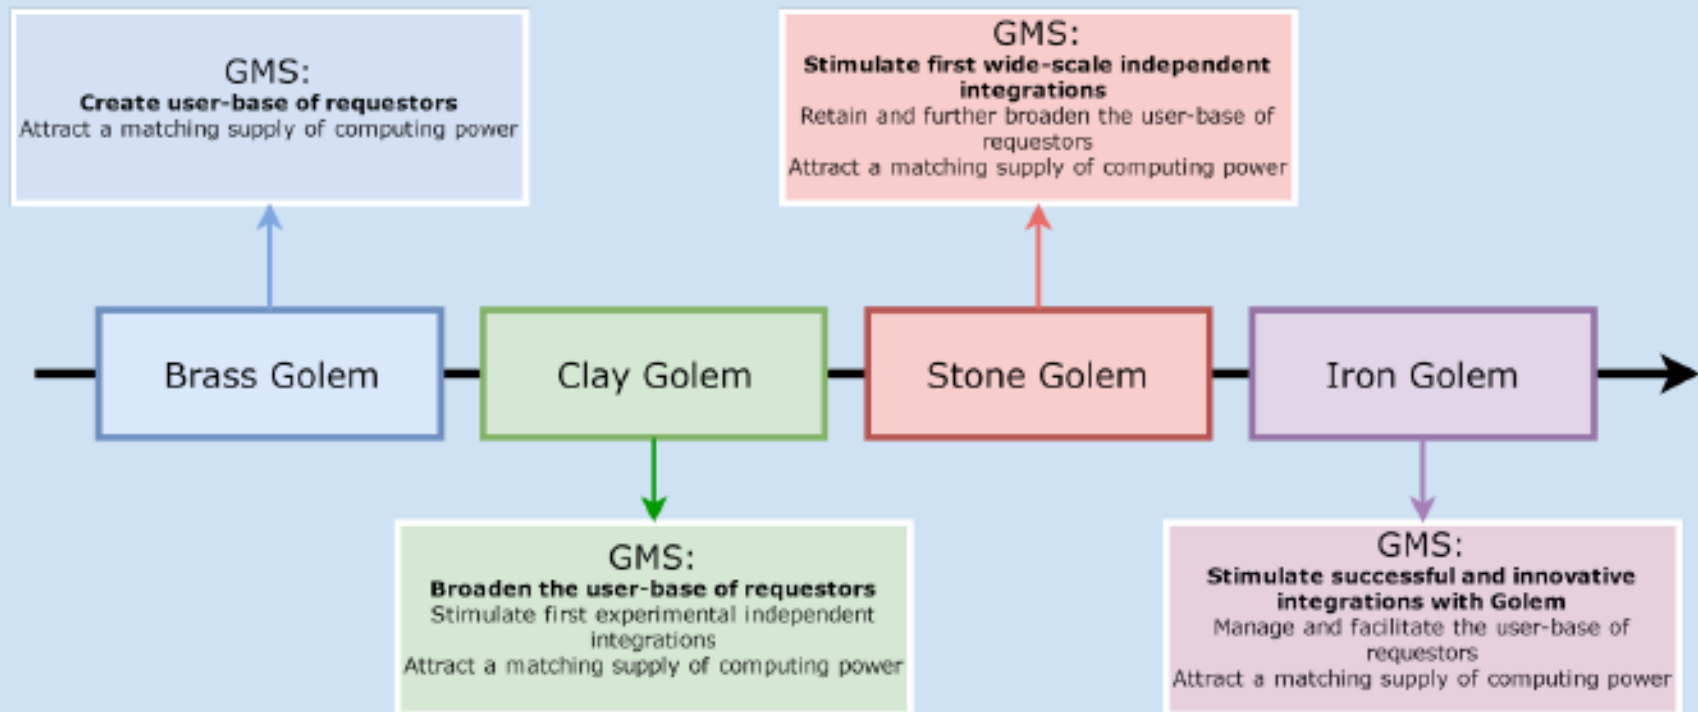 GMS:
Create user-base of requestors
Attract a matching supply of computing power
GMS:
Stimulate first wide-scale independent
integrations
Retain and further broaden the user-base of
requestors
Attract a matching supply of computing power
Brass Golem
Clay Golem
Stone Golem
Iron Golem
GMS:
Broaden the user-base of requestors
Stimulate first experimental independent
integrations
Attract a matching supply of computing power
GMS:
Stimulate successful and innovative
integrations with Golem
Manage and facilitate the user-base of
requestors
Attract a matching supply of computing power